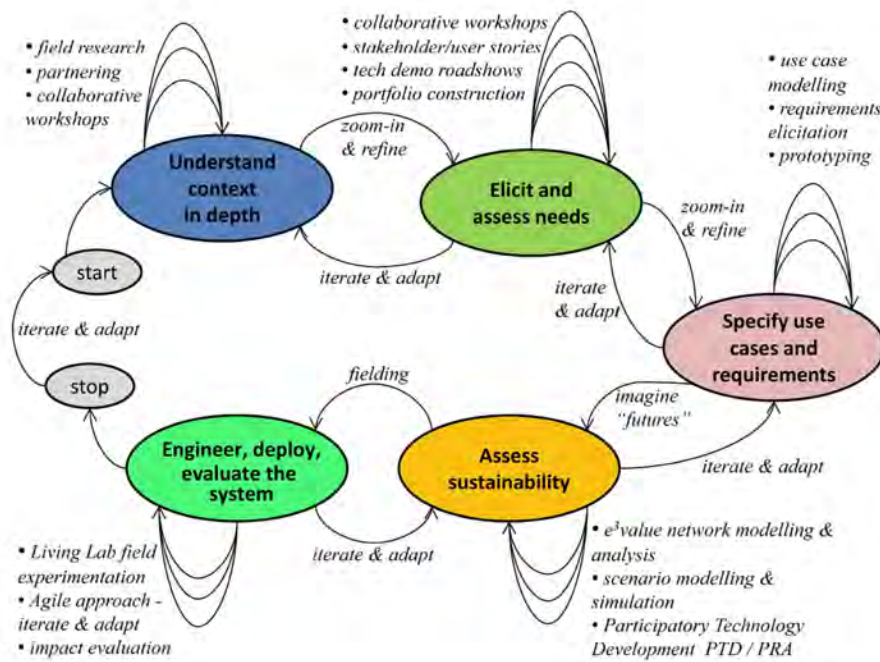 • field research
• partnering
• collaborative
workshops
• collaborative workshops
• stakeholder/user stories
• tech demo roadshows
• portfolio construction
• use case
modelling
• requirements
elicitation
• prototyping
Understand
context
in depth
zoom-in
& refine
Elicit and
assess needs
zoom-in
& refine
iterate & adapt
start
iterate
& adapt
iterate & adapt
Specify use
cases and
requirements
stop
fielding
imagine
"futures"
Engineer, deploy,
evaluate the
system
Assess
sustainability
iterate & adapt
iterate & adapt
• Living Lab field
experimentation
• Agile approach -
iterate & adapt
• impact evaluation
• e³value network modelling &
analysis
• scenario modelling &
simulation
• Participatory Technology
Development PTD / PRA